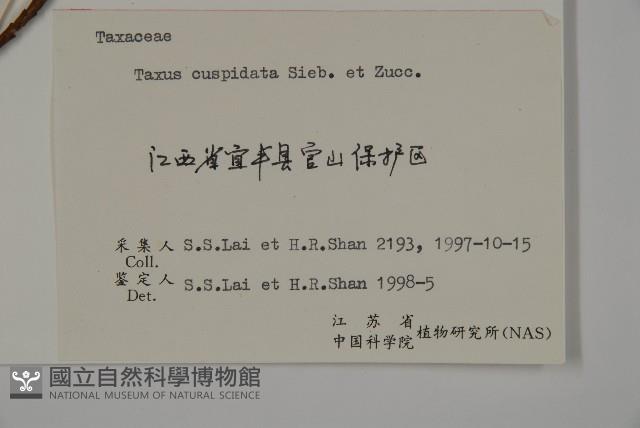 Taxaceae
Taxus cuspidata Sieb. et Zucc.
江西省宜丰县官山保护区
采集人 S.S.Lai et H.R.Shan 2193, 1997-10-15
Coll.
鉴定人 S.S.Lai et H.R.Shan 1998-5
Det.
江苏省
中国科学院 植物研究所(NAS)
國立自然科學博物館
NATIONAL MUSEUM OF NATURAL SCIENCE